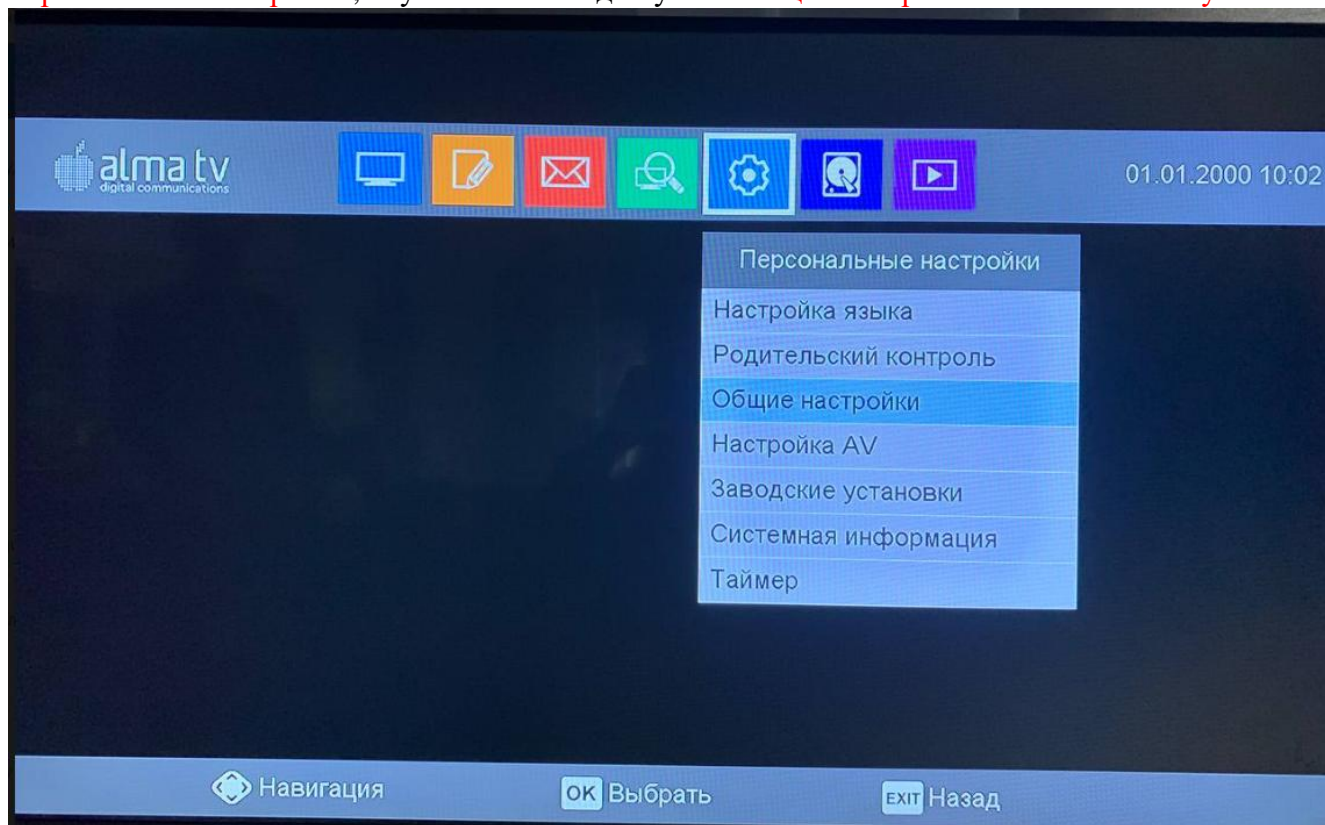 alma tv
digital communications
01.01.2000 10:02
Персональные настройки
Настройка языка
Родительский контроль
Общие настройки
Настройка AV
Заводские установки
Системная информация
Таймер
Навигация
OK Выбрать
EXIT Назад